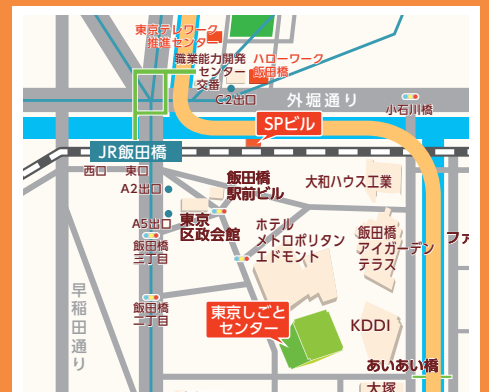 東京テレワーク
推進センター
職業能力開発
センター
ハローワーク
飯田橋
交番
C2出口
外堀通り
小石川橋
SPビル
JR飯田橋
西口
東口
A2出口
飯田橋
駅前ビル
大和ハウス工業
A5出口
東京
区政会館
ホテル
メトロポリタン
エドモント
飯田橋
アイガーデン
テラス
ファ
飯田橋
三丁目
早稲田通り
飯田橋
二丁目
東京しごと
センター
KDDI
あいあい橋
大塚